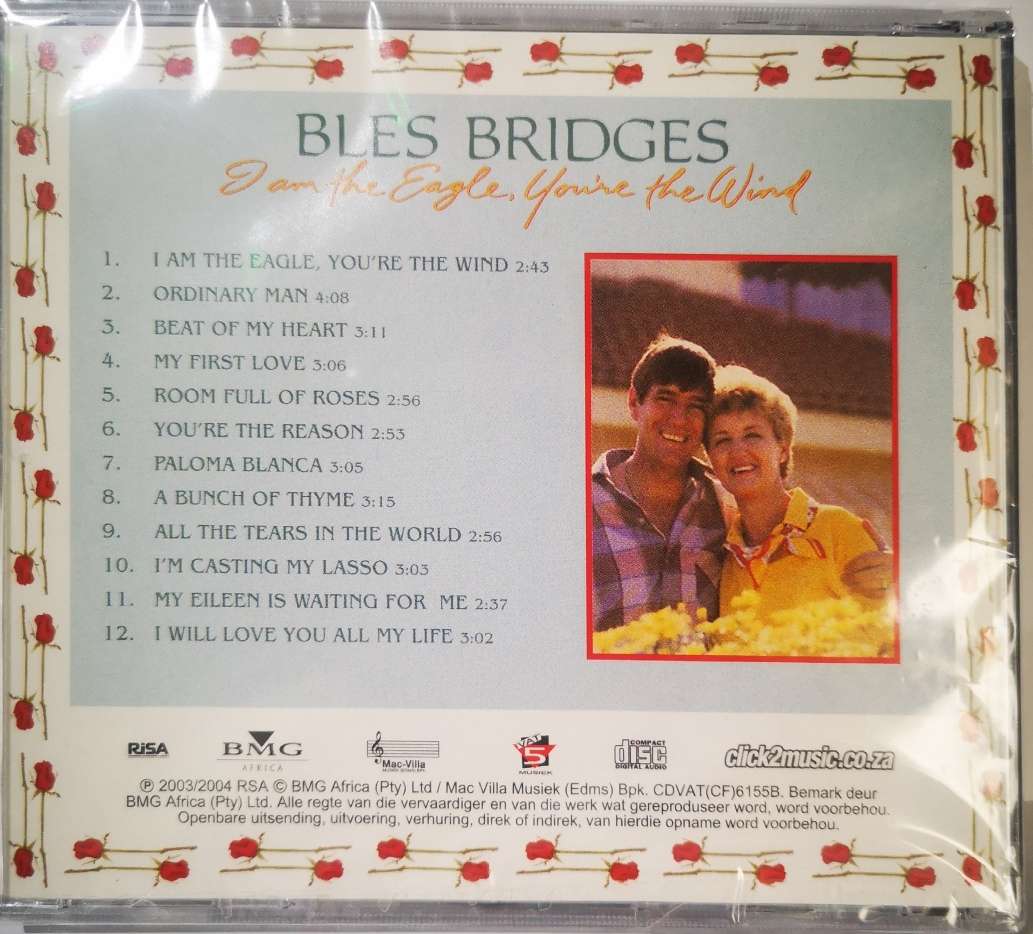 BLES BRIDGES
I am the Eagle, You're the Wind
1. I AM THE EAGLE, YOU'RE THE WIND 2:43
2. ORDINARY MAN 4:08
3. BEAT OF MY HEART 3:11
4. MY FIRST LOVE 3:06
5. ROOM FULL OF ROSES 2:56
6. YOU'RE THE REASON 2:53
7. PALOMA BLANCA 3:05
8. A BUNCH OF THYME 3:15
9. ALL THE TEARS IN THE WORLD 2:56
10. I'M CASTING MY LASSO 3:03
11. MY EILEEN IS WAITING FOR ME 2:37
12. I WILL LOVE YOU ALL MY LIFE 3:02
RiSA
BMG
AFRICA
Mac-Villa
VAT
5
MUSIEK
COMPACT
disc
DIGITAL AUDIO
click2music.co.za
℗ 2003/2004 RSA © BMG Africa (Pty) Ltd / Mac Villa Musiek (Edms) Bpk. CDVAT(CF)6155B. Bemark deur
BMG Africa (Pty) Ltd. Alle regte van die vervaardiger en van die werk wat gereproduseer word, word voorbehou.
Openbare uitsending, uitvoering, verhuring, direk of indirek, van hierdie opname word voorbehou.